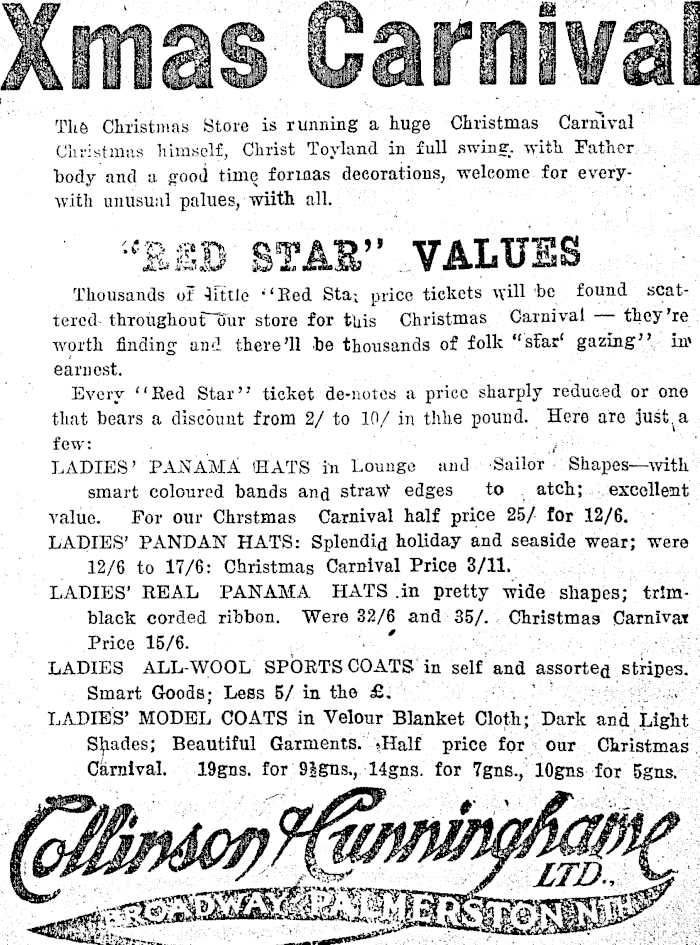 Xmas Carnival
The Christmas Store is running a huge Christmas Carnival
Christmas himself, Christ Toyland in full swing. with Father
body and a good time formas decorations, welcome for every-
with unusual palues, wiith all.
"RED STAR" VALUES
Thousands of little "Red Sta; price tickets will be found scat-
tered throughout our store for this Christmas Carnival — they're
worth finding and there'll be thousands of folk "star' gazing" in
earnest.
Every "Red Star" ticket de-notes a price sharply reduced or one
that bears a discount from 2/ to 10/ in thhe pound. Here are just a
few:
LADIES' PANAMA HATS in Lounge and Sailor Shapes—with
smart coloured bands and straw edges to atch; excellent
value. For our Chrstmas Carnival half price 25/ for 12/6.
LADIES' PANDAN HATS: Splendid holiday and seaside wear; were
12/6 to 17/6: Christmas Carnival Price 3/11.
LADIES' REAL PANAMA HATS in pretty wide shapes; trim-
black corded ribbon. Were 32/6 and 35/. Christmas Carnivar
Price 15/6.
LADIES ALL-WOOL SPORTS COATS in self and assorted stripes.
Smart Goods; Less 5/ in the £.
LADIES' MODEL COATS in Velour Blanket Cloth; Dark and Light
Shades; Beautiful Garments. Half price for our Christmas
Carnival. 19gns. for 9½gns., 14gns. for 7gns., 10gns for 5gns.
Collinson & Cunninghame
LTD.,
BROADWAY PALMERSTON NTH